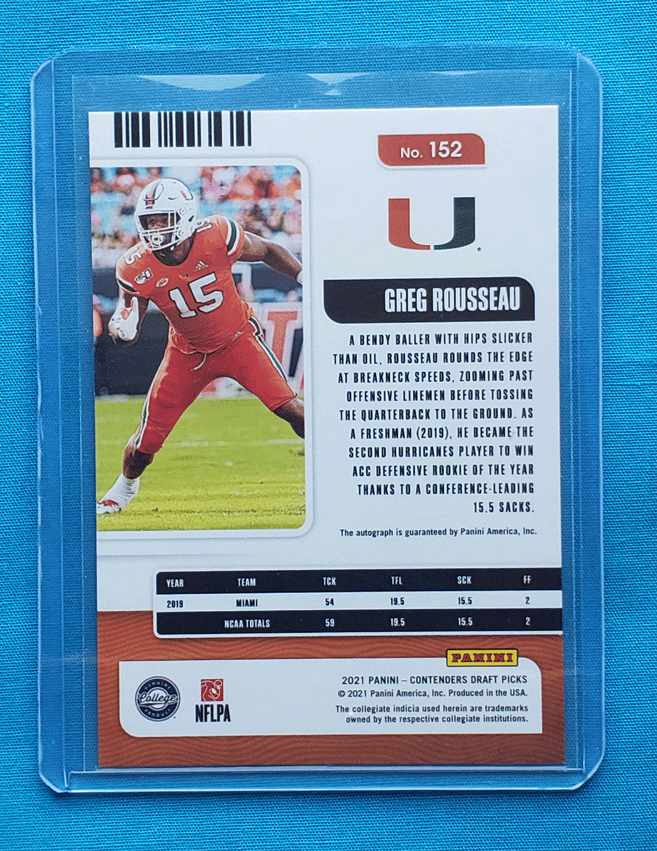 No. 152
U
GREG ROUSSEAU
15
15
A BENDY BALLER WITH HIPS SLICKER
THAN OIL, ROUSSEAU ROUNDS THE EDGE
AT BREAKNECK SPEEDS, ZOOMING PAST
OFFENSIVE LINEMEN BEFORE TOSSING
THE QUARTERBACK TO THE GROUND. AS
A FRESHMAN (2019), HE BECAME THE
SECOND HURRICANES PLAYER TO WIN
ACC DEFENSIVE ROOKIE OF THE YEAR
THANKS TO A CONFERENCE-LEADING
15.5 SACKS.
The autograph is guaranteed by Panini America, Inc.
YEAR TEAM TCK TFL SCK FF
2019 MIAMI 54 19.5 15.5 2
NCAA TOTALS 59 19.5 15.5 2
PANINI
College
NFLPA
2021 PANINI – CONTENDERS DRAFT PICKS
© 2021 Panini America, Inc. Produced in the USA.
The collegiate indicia used herein are trademarks
owned by the respective collegiate institutions.